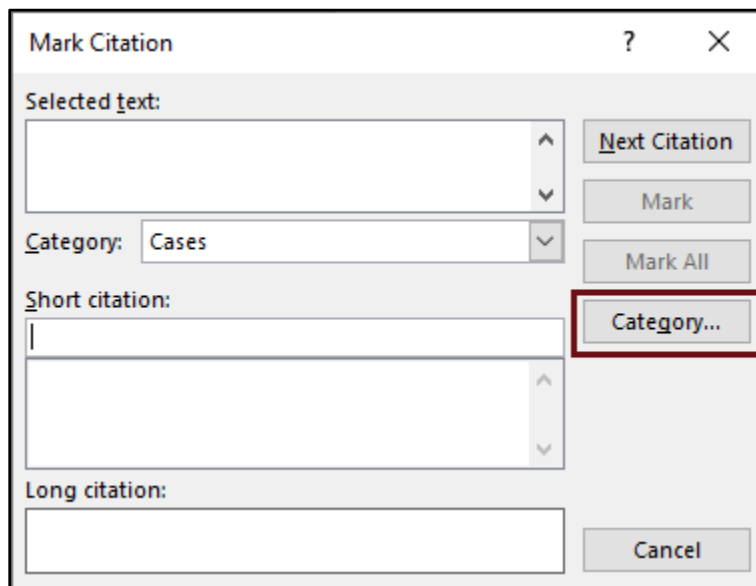 Mark Citation ? ×
Selected text:
Next Citation
Mark
Category: Cases
Mark All
Short citation:
Category...
Long citation:
Cancel